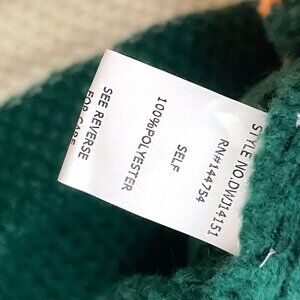 STYLE NO.DWJ14151
RN#144754
SELF
100%POLYESTER
SEE REVERSE
FOR CARE